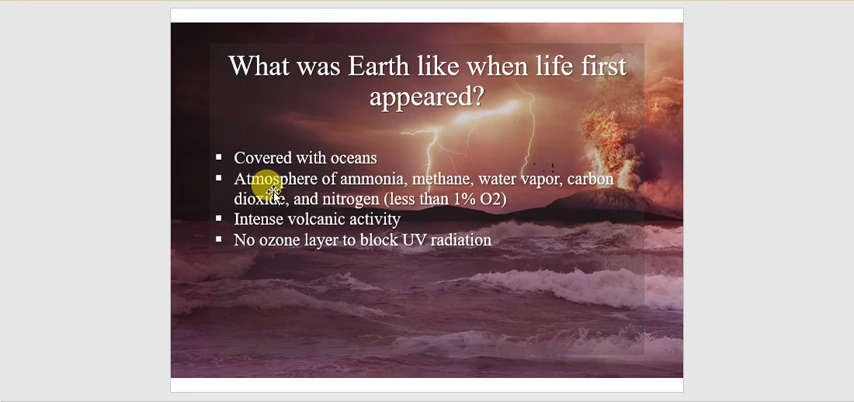 What was Earth like when life first
appeared?
▪ Covered with oceans
▪ Atmosphere of ammonia, methane, water vapor, carbon
dioxide, and nitrogen (less than 1% O2)
▪ Intense volcanic activity
▪ No ozone layer to block UV radiation